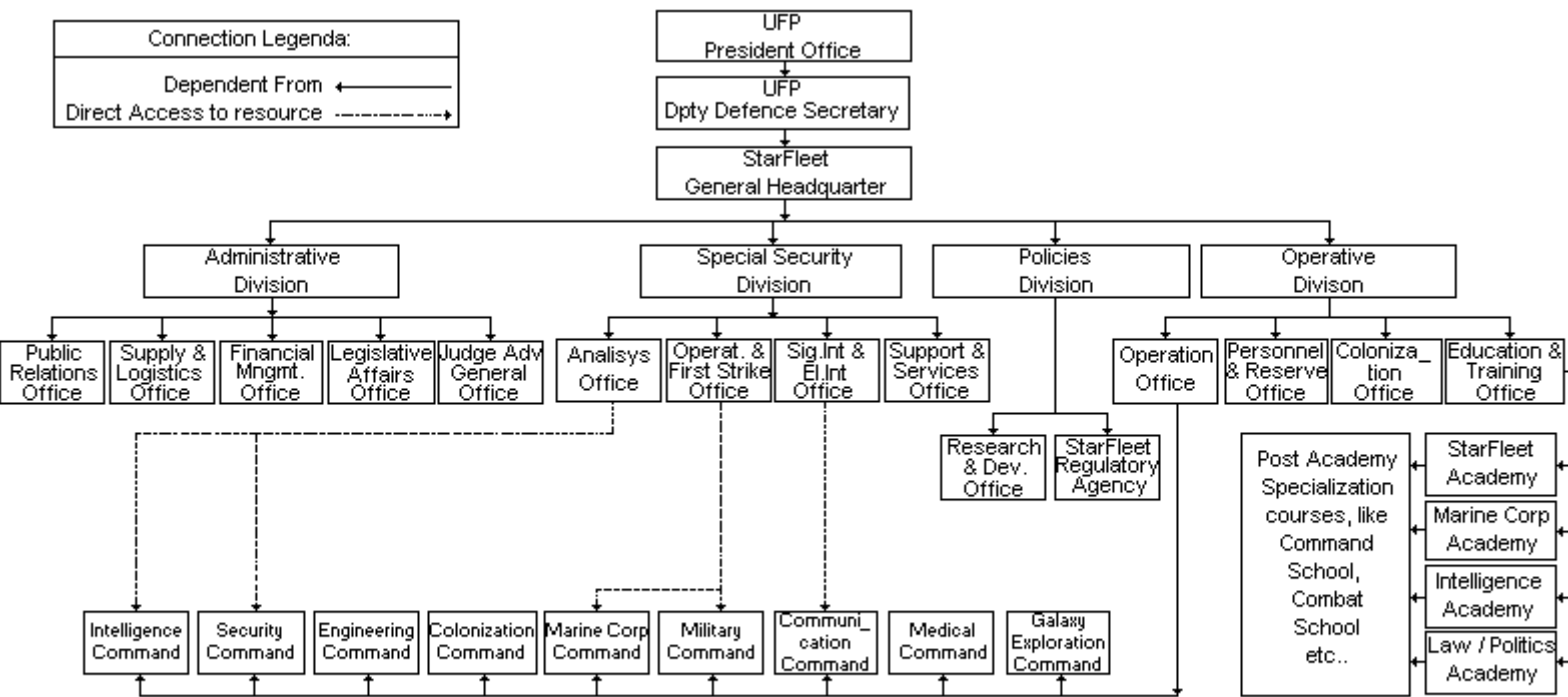 Connection Legenda:
Dependent From
Direct Access to resource
UFP
President Office
UFP
Dpty Defence Secretary
StarFleet
General Headquarter
Administrative
Division
Special Security
Division
Policies
Division
Operative
Divison
Public
Relations
Office
Supply &
Logistics
Office
Financial
Mngmt.
Office
Legislative
Affairs
Office
Judge Adv
General
Office
Analisys
Office
Operat. &
First Strike
Office
Sig.Int &
El.Int
Office
Support &
Services
Office
Operation
Office
Personnel
& Reserve
Office
Coloniza_
tion
Office
Education &
Training
Office
Research
& Dev.
Office
StarFleet
Regulatory
Agency
Post Academy
Specialization
courses, like
Command
School,
Combat
School
etc..
StarFleet
Academy
Marine Corp
Academy
Intelligence
Academy
Law / Politics
Academy
Intelligence
Command
Security
Command
Engineering
Command
Colonization
Command
Marine Corp
Command
Military
Command
Communi_
cation
Command
Medical
Command
Galaxy
Exploration
Command